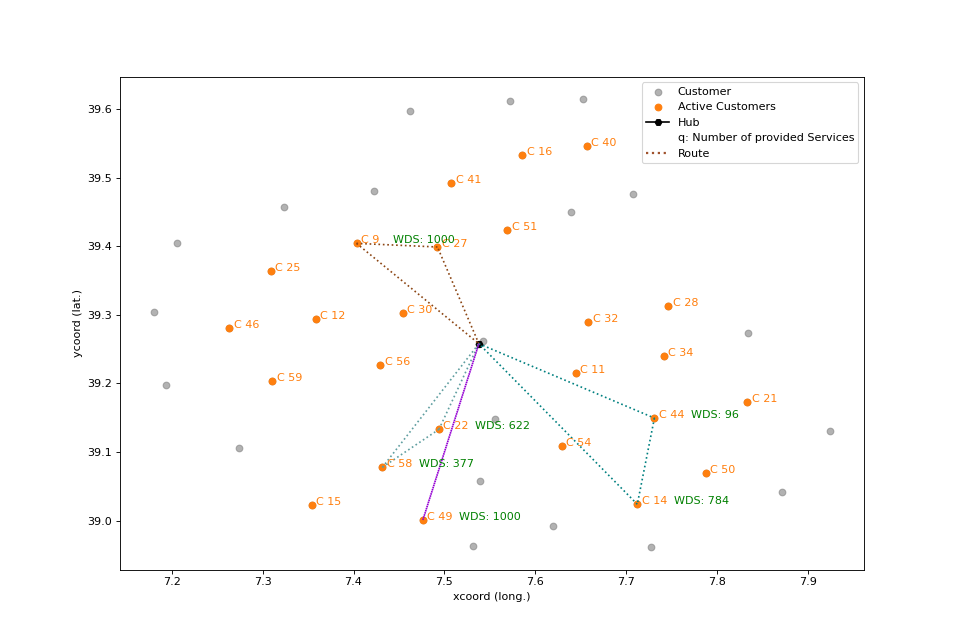 Customer
Active Customers
Hub
q: Number of provided Services
Route
39.6
39.5
39.4
39.3
39.2
39.1
39.0
ycoord (lat.)
C 40
C 16
C 41
C 51
C 9 WDS: 1000
C 27
C 25
C 28
C 30
C 12
C 32
C 46
C 34
C 56
C 11
C 59
C 21
C 44 WDS: 96
C 22 WDS: 622
C 54
C 58 WDS: 377
C 50
C 15
C 14 WDS: 784
C 49 WDS: 1000
7.2 7.3 7.4 7.5 7.6 7.7 7.8 7.9
xcoord (long.)